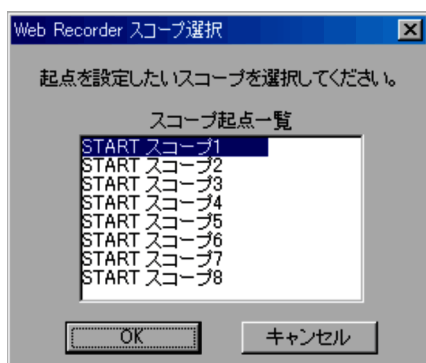 Web Recorder スコープ選択
起点を設定したいスコープを選択してください。
スコープ起点一覧
START スコープ1
START スコープ2
START スコープ3
START スコープ4
START スコープ5
START スコープ6
START スコープ7
START スコープ8
OK キャンセル